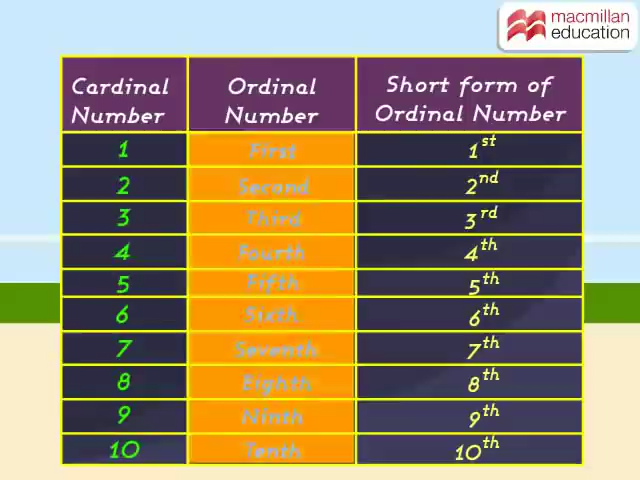 macmillan
education
Cardinal Number Ordinal Number Short form of Ordinal Number
1 First 1st
2 Second 2nd
3 Third 3rd
4 Fourth 4th
5 Fifth 5th
6 Sixth 6th
7 Seventh 7th
8 Eighth 8th
9 Ninth 9th
10 Tenth 10th